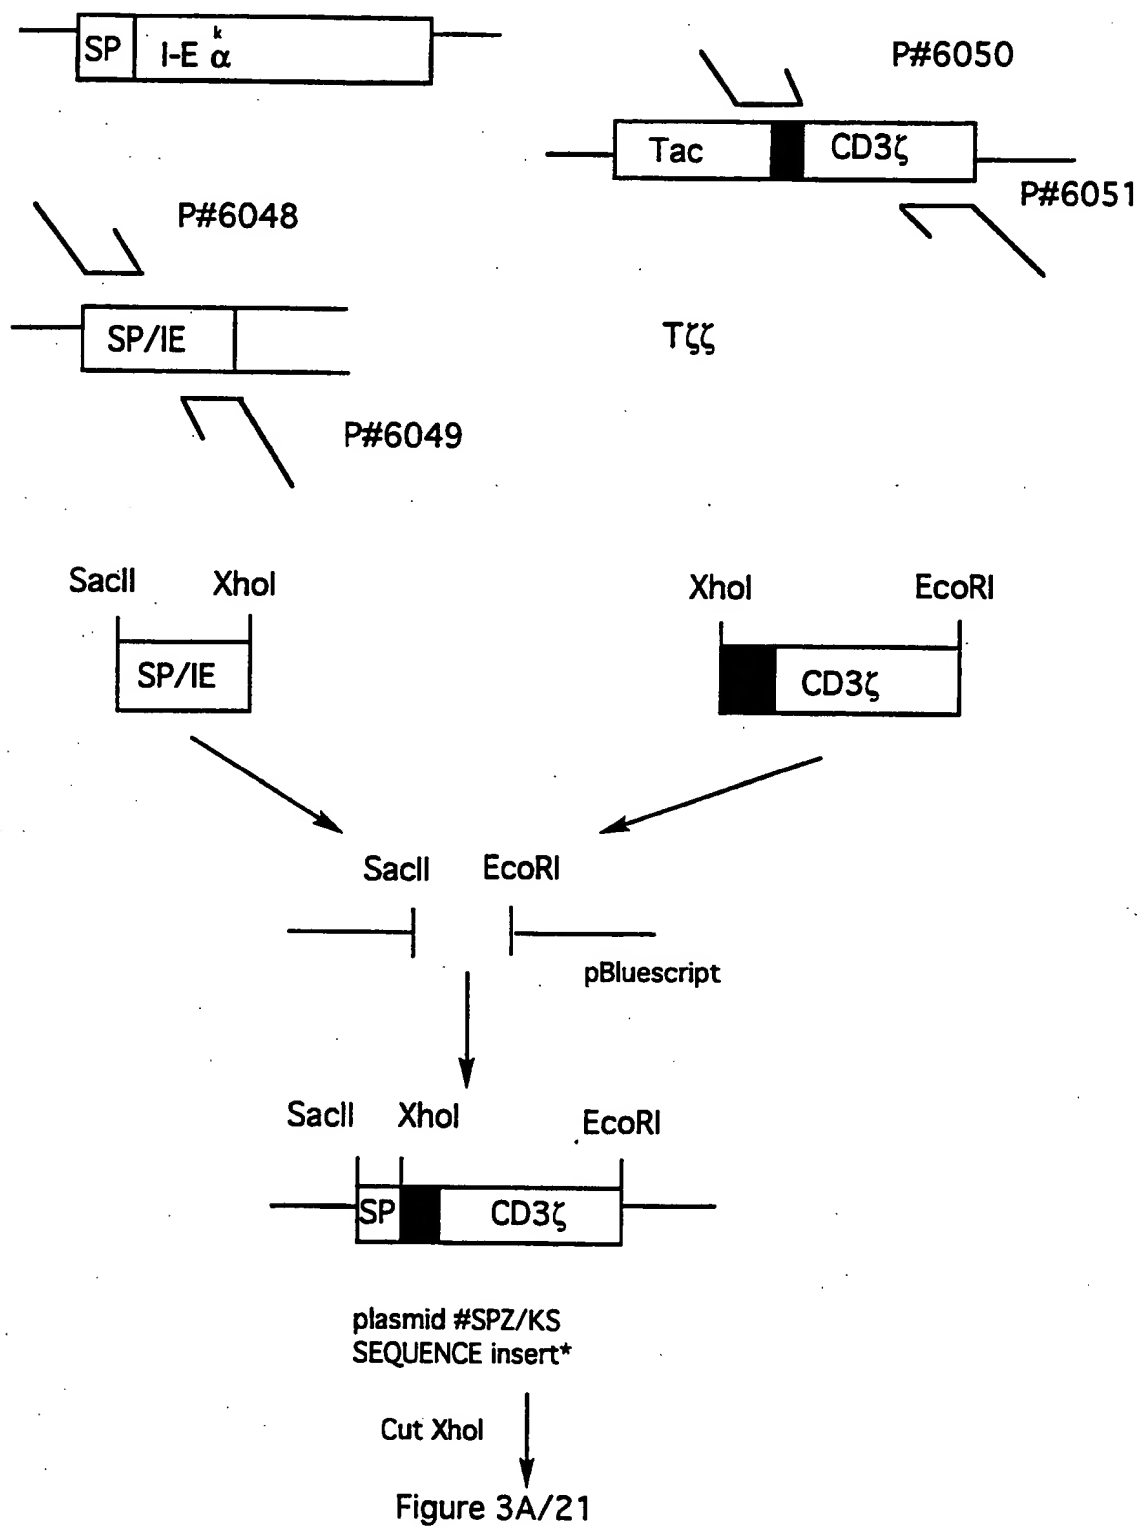 SP
I-E α k
P#6050
Tac
CD3ζ
P#6051
P#6048
SP/IE
Tζζ
P#6049
SacII XhoI
XhoI EcoRI
SP/IE
CD3ζ
SacII EcoRI
pBluescript
SacII XhoI EcoRI
SP
CD3ζ
plasmid #SPZ/KS
SEQUENCE insert*
Cut XhoI
Figure 3A/21